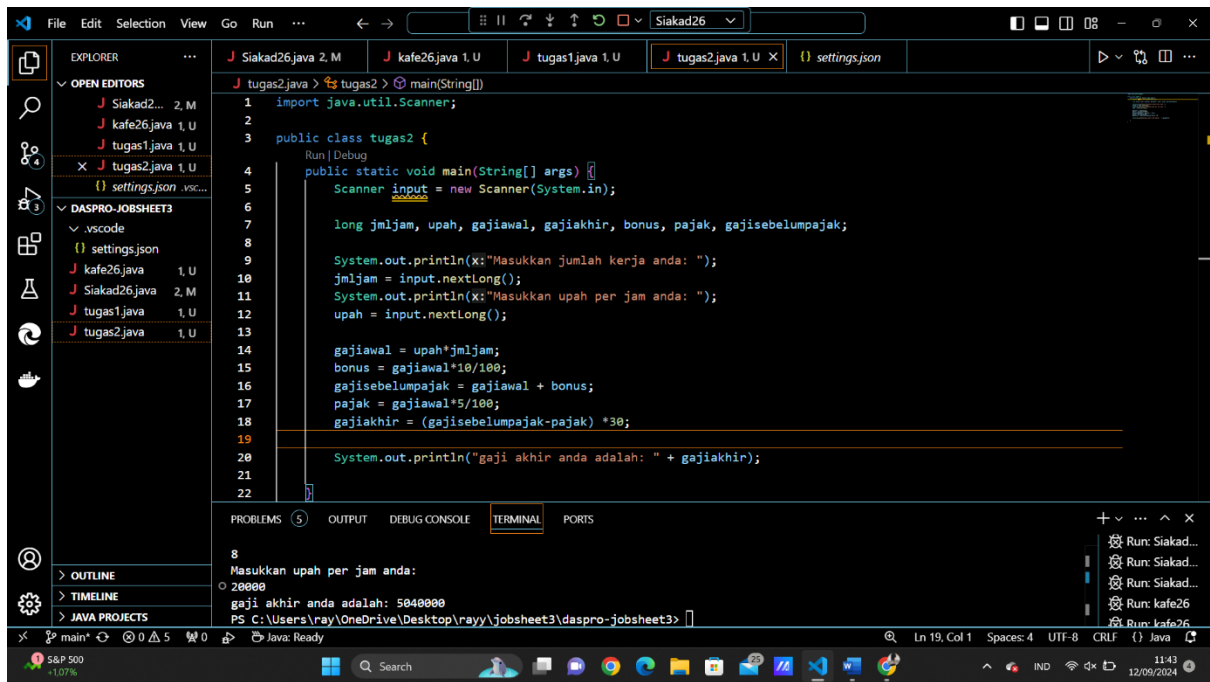 File Edit Selection View Go Run ··· Siakad26
EXPLORER ···
OPEN EDITORS
J Siakad2... 2, M
J kafe26.java 1, U
J tugas1.java 1, U
J tugas2.java 1, U
{} settings.json .vsc...
DASPRO-JOBSHEET3
.vscode
{} settings.json
J kafe26.java 1, U
J Siakad26.java 2, M
J tugas1.java 1, U
J tugas2.java 1, U
OUTLINE
TIMELINE
JAVA PROJECTS
4
3
J Siakad26.java 2, M J kafe26.java 1, U J tugas1.java 1, U J tugas2.java 1, U {} settings.json
J tugas2.java > tugas2 > main(String[])
1 import java.util.Scanner;
2
3 public class tugas2 {
Run | Debug
4 public static void main(String[] args) {
5 Scanner input = new Scanner(System.in);
6
7 long jmljam, upah, gajiawal, gajiakhir, bonus, pajak, gajisebelumpajak;
8
9 System.out.println(x:"Masukkan jumlah kerja anda: ");
10 jmljam = input.nextLong();
11 System.out.println(x:"Masukkan upah per jam anda: ");
12 upah = input.nextLong();
13
14 gajiawal = upah*jmljam;
15 bonus = gajiawal*10/100;
16 gajisebelumpajak = gajiawal + bonus;
17 pajak = gajiawal*5/100;
18 gajiakhir = (gajisebelumpajak-pajak) *30;
19
20 System.out.println("gaji akhir anda adalah: " + gajiakhir);
21
22 }
PROBLEMS 5 OUTPUT DEBUG CONSOLE TERMINAL PORTS
8
Masukkan upah per jam anda:
20000
gaji akhir anda adalah: 5040000
PS C:\Users\ray\OneDrive\Desktop\rayy\jobsheet3\daspro-jobsheet3>
Run: Siakad...
Run: Siakad...
Run: Siakad...
Run: kafe26
Run: kafe26
main* 0 5 0 Java: Ready Ln 19, Col 1 Spaces: 4 UTF-8 CRLF {} Java
1 S&P 500
+1,07%
Search
25
IND
11:43
12/09/2024
4